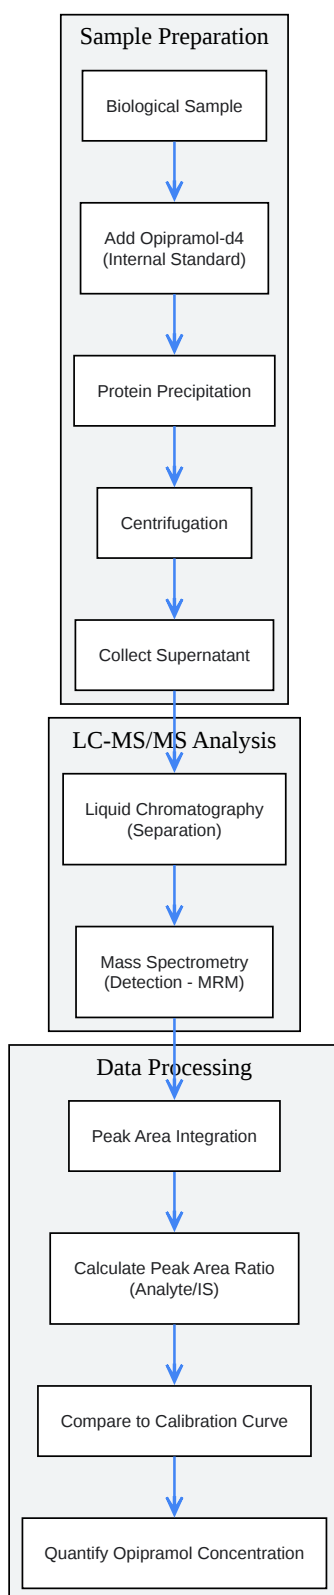 Sample Preparation
Biological Sample
Add Opipramol-d4
(Internal Standard)
Protein Precipitation
Centrifugation
Collect Supernatant
LC-MS/MS Analysis
Liquid Chromatography
(Separation)
Mass Spectrometry
(Detection - MRM)
Data Processing
Peak Area Integration
Calculate Peak Area Ratio
(Analyte/IS)
Compare to Calibration Curve
Quantify Opipramol Concentration